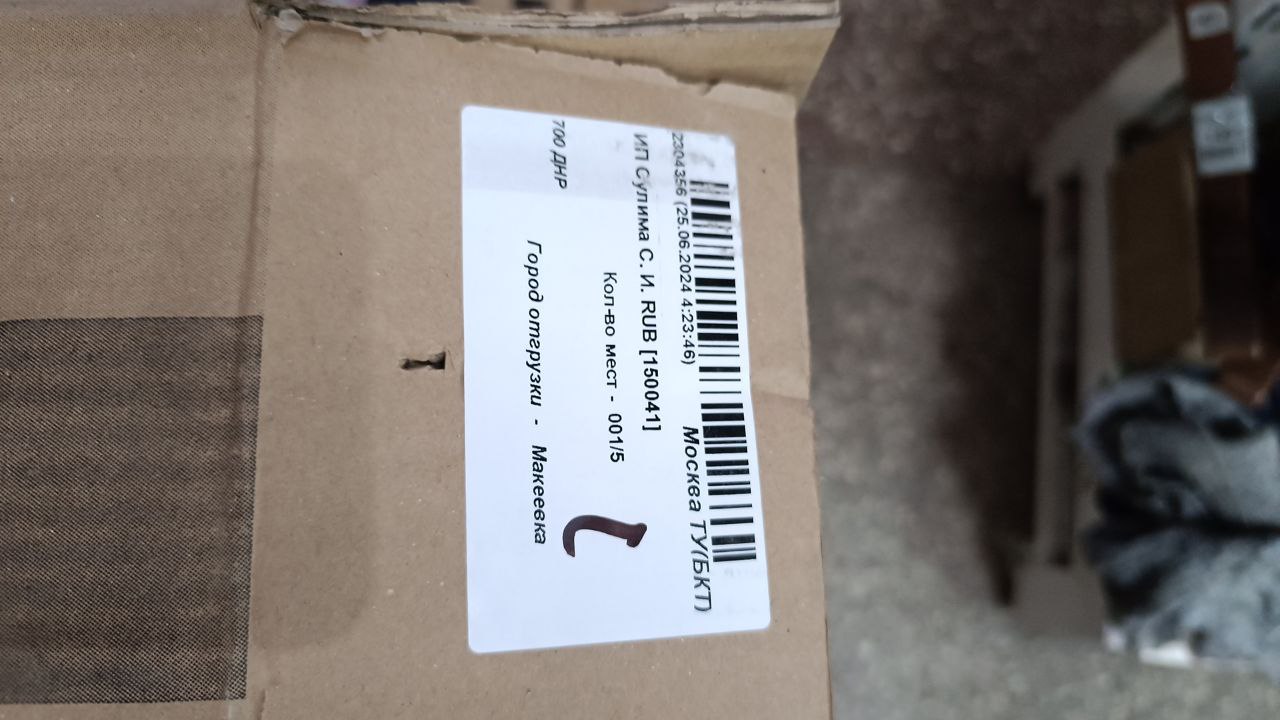 2304356 (25.06.2024 4:23:46) Москва ТУ(БКТ)
ИП Сулима С. И. RUB [150041]
Кол-во мест - 001/5
700 ДНР
Город отгрузки - Макеевка